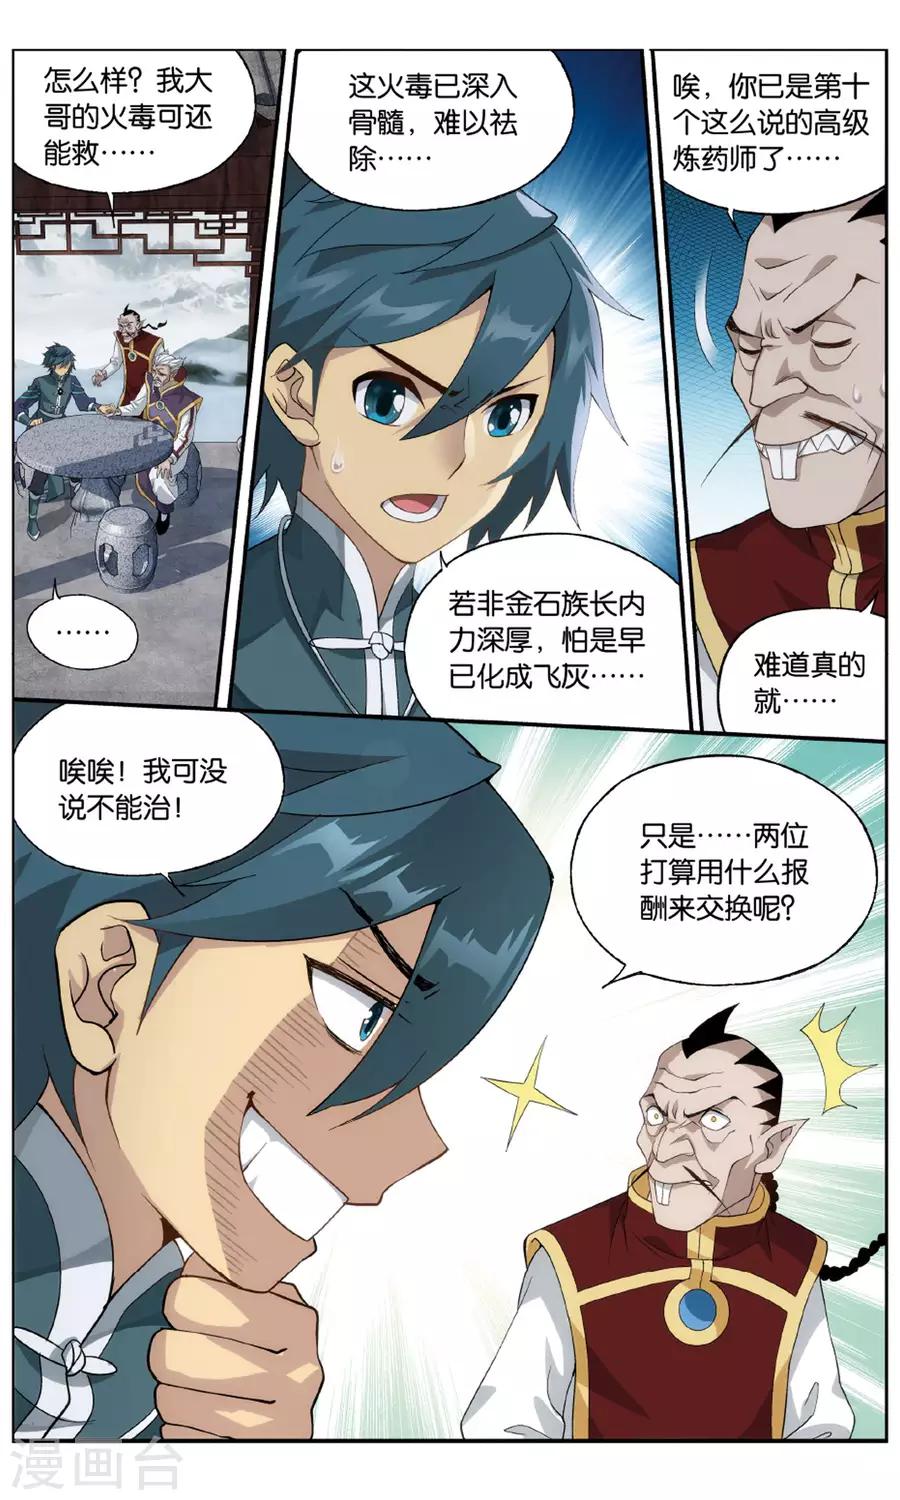 怎么样？我大
哥的火毒可还
能救……
……
这火毒已深入
骨髓，难以祛
除……
若非金石族长内
力深厚，怕是早
已化成飞灰……
唉，你已是第十
个这么说的高级
炼药师了……
难道真的
就……
唉唉！我可没
说不能治！
只是……两位
打算用什么报
酬来交换呢？
漫画台